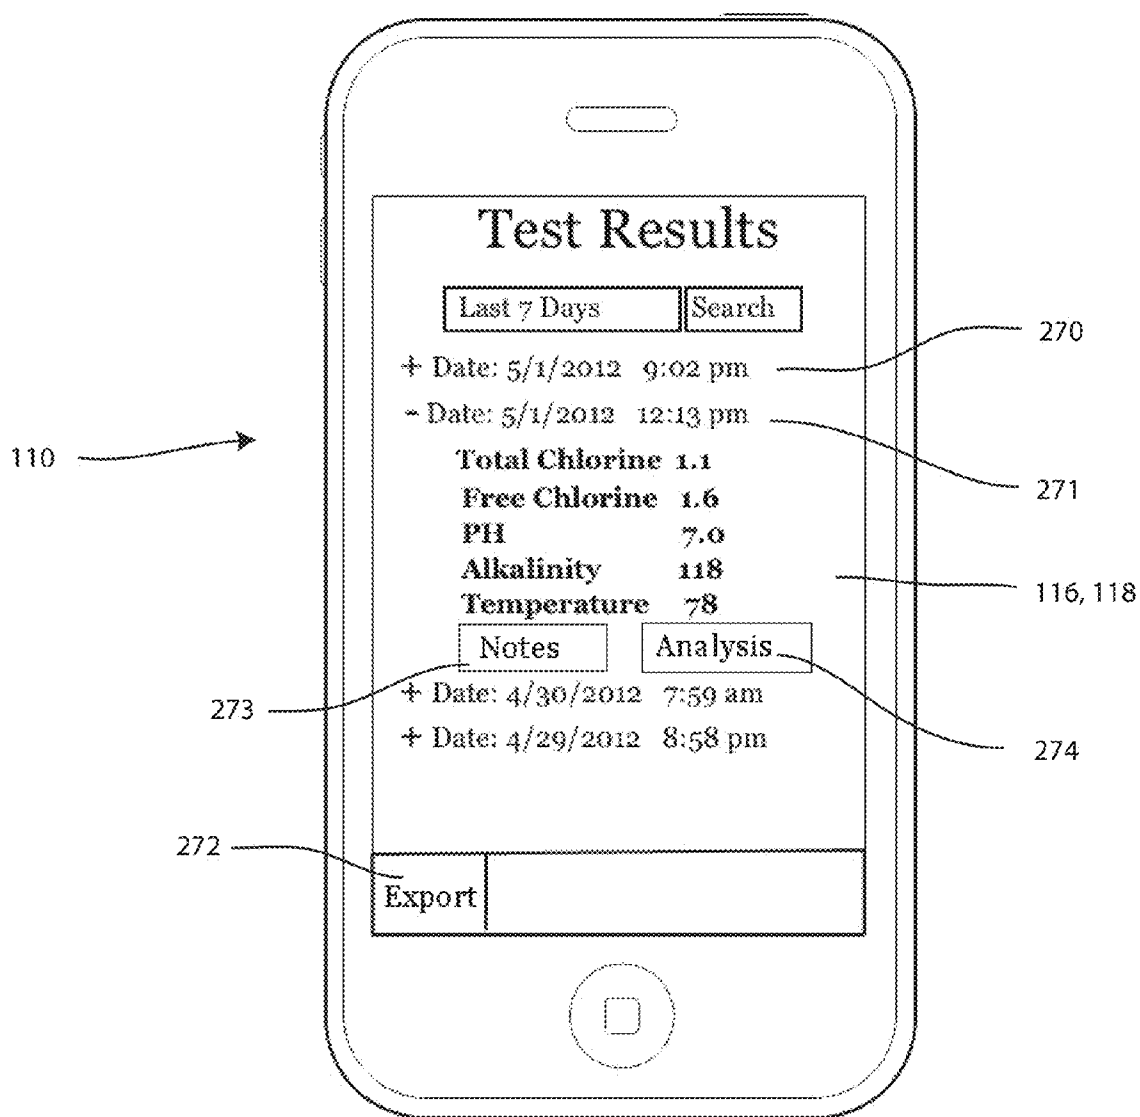 Test Results
Last 7 Days Search
270
+ Date: 5/1/2012 9:02 pm
- Date: 5/1/2012 12:13 pm
110
Total Chlorine 1.1
271
Free Chlorine 1.6
PH 7.0
Alkalinity 118
116, 118
Temperature 78
Notes Analysis
+ Date: 4/30/2012 7:59 am
273
+ Date: 4/29/2012 8:58 pm
274
272
Export